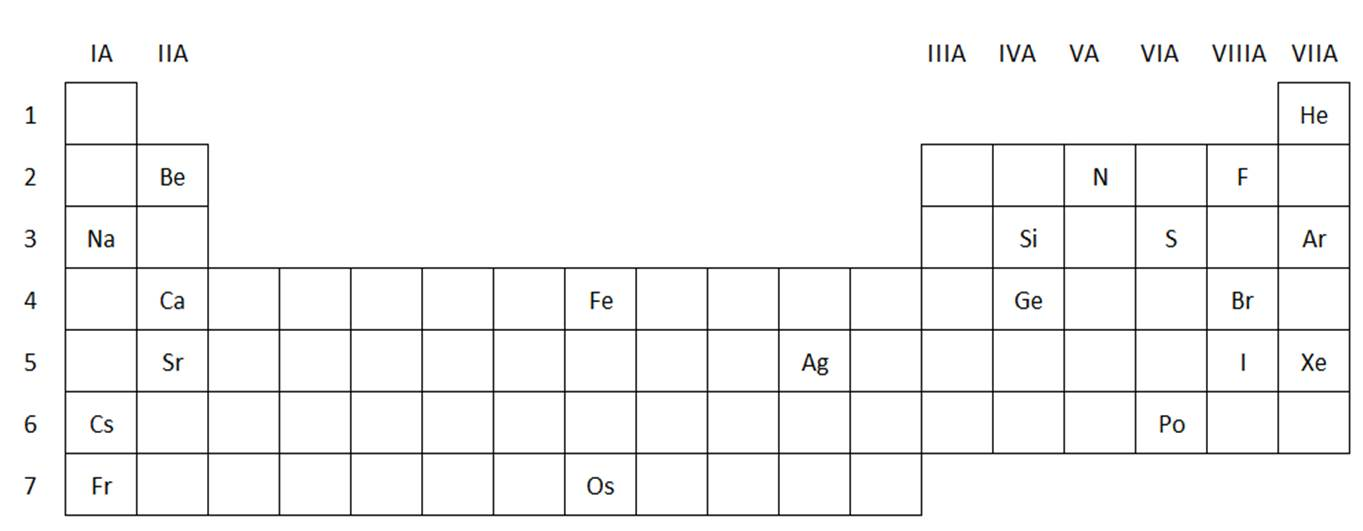 IA IIA IIIA IVA VA VIA VIIIA VIIA
1 He
2 Be N F
3 Na Si S Ar
4 Ca Fe Ge Br
5 Sr Ag I Xe
6 Cs Po
7 Fr Os